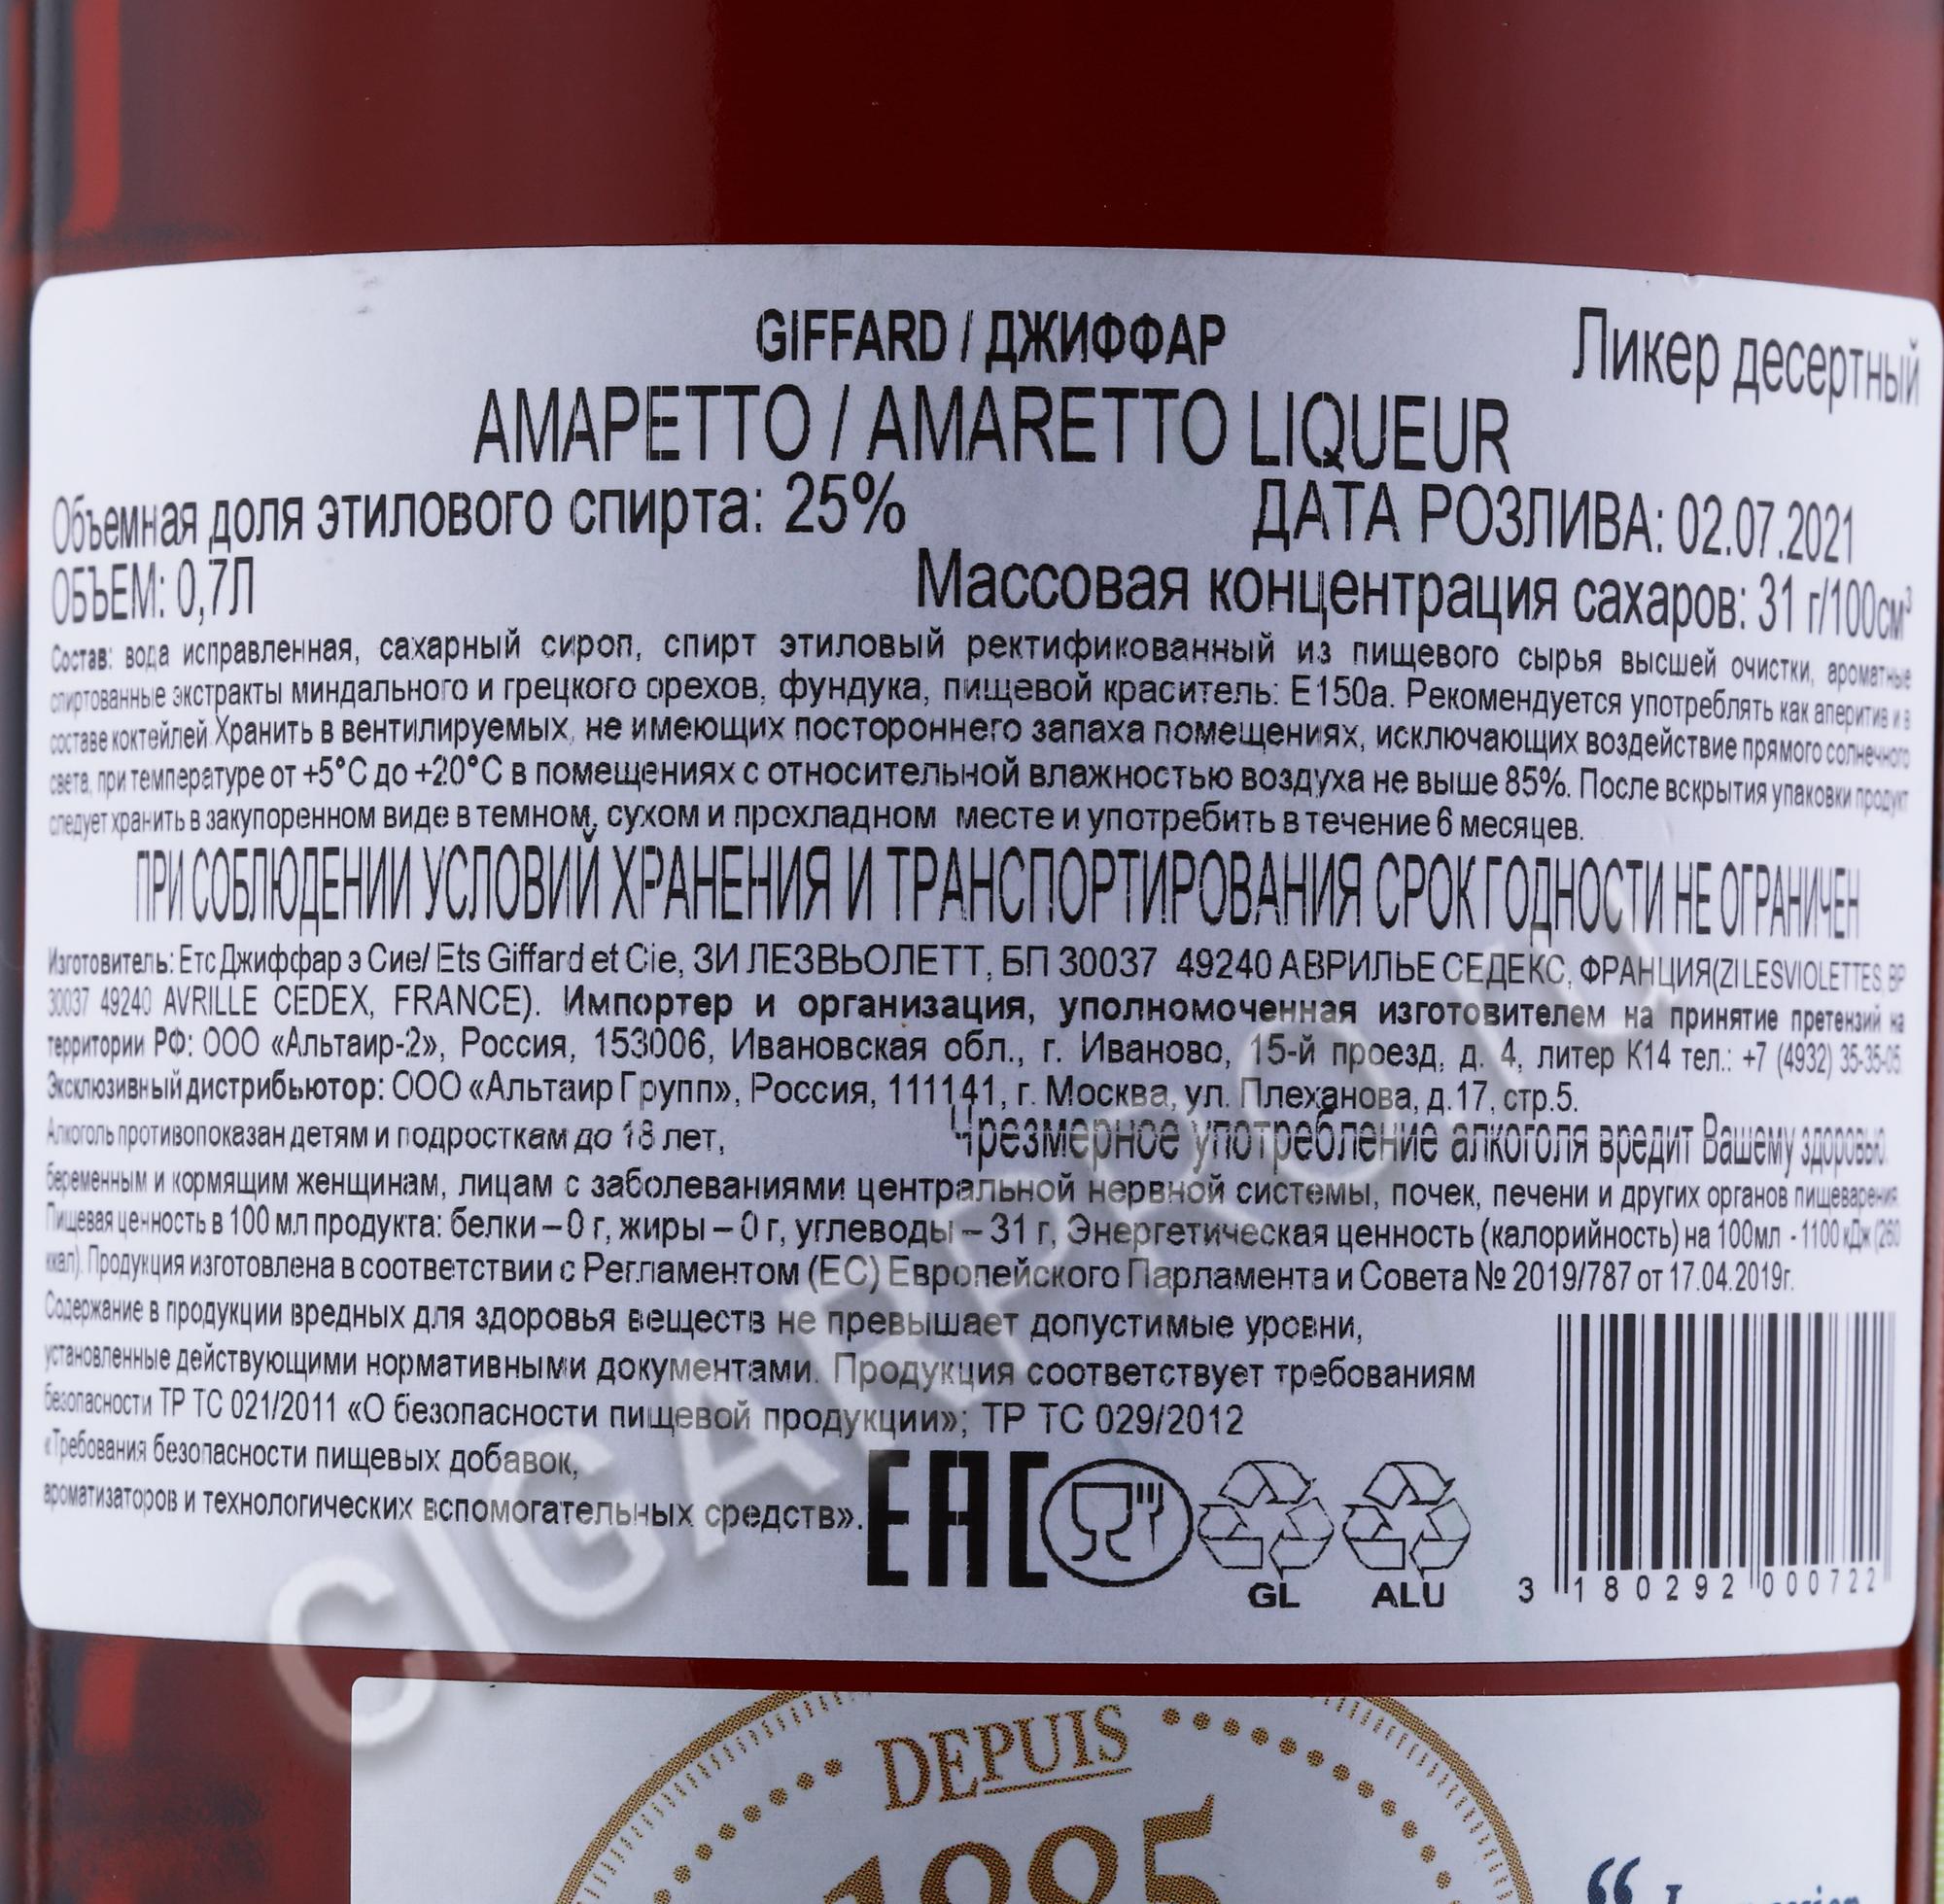 GIFFARD / ДЖИФФАР
Ликер десертный
АМАРЕТТО / AMARETTO LIQUEUR
Объемная доля этилового спирта: 25%
ДАТА РОЗЛИВА: 02.07.2021
ОБЪЕМ: 0,7Л
Массовая концентрация сахаров: 31 г/100см³
Состав: вода исправленная, сахарный сироп, спирт этиловый ректификованный из пищевого сырья высшей очистки, ароматные
спиртованные экстракты миндального и грецкого орехов, фундука, пищевой краситель: Е150а. Рекомендуется употреблять как аперитив и в
составе коктейлей Хранить в вентилируемых, не имеющих постороннего запаха помещениях, исключающих воздействие прямого солнечного
света, при температуре от +5°С до +20°С в помещениях с относительной влажностью воздуха не выше 85%. После вскрытия упаковки продукт
следует хранить в закупоренном виде в темном, сухом и прохладном месте и употребить в течение 6 месяцев.
ПРИ СОБЛЮДЕНИИ УСЛОВИЙ ХРАНЕНИЯ И ТРАНСПОРТИРОВАНИЯ СРОК ГОДНОСТИ НЕ ОГРАНИЧЕН
Изготовитель: Етс Джиффар э Сие/ Ets Giffard et Cie, ЗИ ЛЕЗВЬОЛЕТТ, БП 30037 49240 АВРИЛЬЕ СЕДЕКС, ФРАНЦИЯ(ZI LESVIOLETTES, BP
30037 49240 AVRILLE CEDEX, FRANCE). Импортер и организация, уполномоченная изготовителем на принятие претензий на
территории РФ: ООО «Альтаир-2», Россия, 153006, Ивановская обл., г. Иваново, 15-й проезд, д. 4, литер К14 тел.: +7 (4932) 35-35-05.
Эксклюзивный дистрибьютор: ООО «Альтаир Групп», Россия, 111141, г. Москва, ул. Плеханова, д.17, стр.5.
Алкоголь противопоказан детям и подросткам до 18 лет,
Чрезмерное употребление алкоголя вредит Вашему здоровью.
беременным и кормящим женщинам, лицам с заболеваниями центральной нервной системы, почек, печени и других органов пищеварения.
Пищевая ценность в 100 мл продукта: белки – 0 г, жиры – 0 г, углеводы – 31 г, Энергетическая ценность (калорийность) на 100мл - 1100 кДж (260
ккал). Продукция изготовлена в соответствии с Регламентом (ЕС) Европейского Парламента и Совета № 2019/787 от 17.04.2019г.
Содержание в продукции вредных для здоровья веществ не превышает допустимые уровни,
установленные действующими нормативными документами. Продукция соответствует требованиям
безопасности ТР ТС 021/2011 «О безопасности пищевой продукции»; ТР ТС 029/2012
«Требования безопасности пищевых добавок,
ароматизаторов и технологических вспомогательных средств».
ЕАС
GL
ALU
3 180292 000722
CIGARPRO.RU
DEPUIS